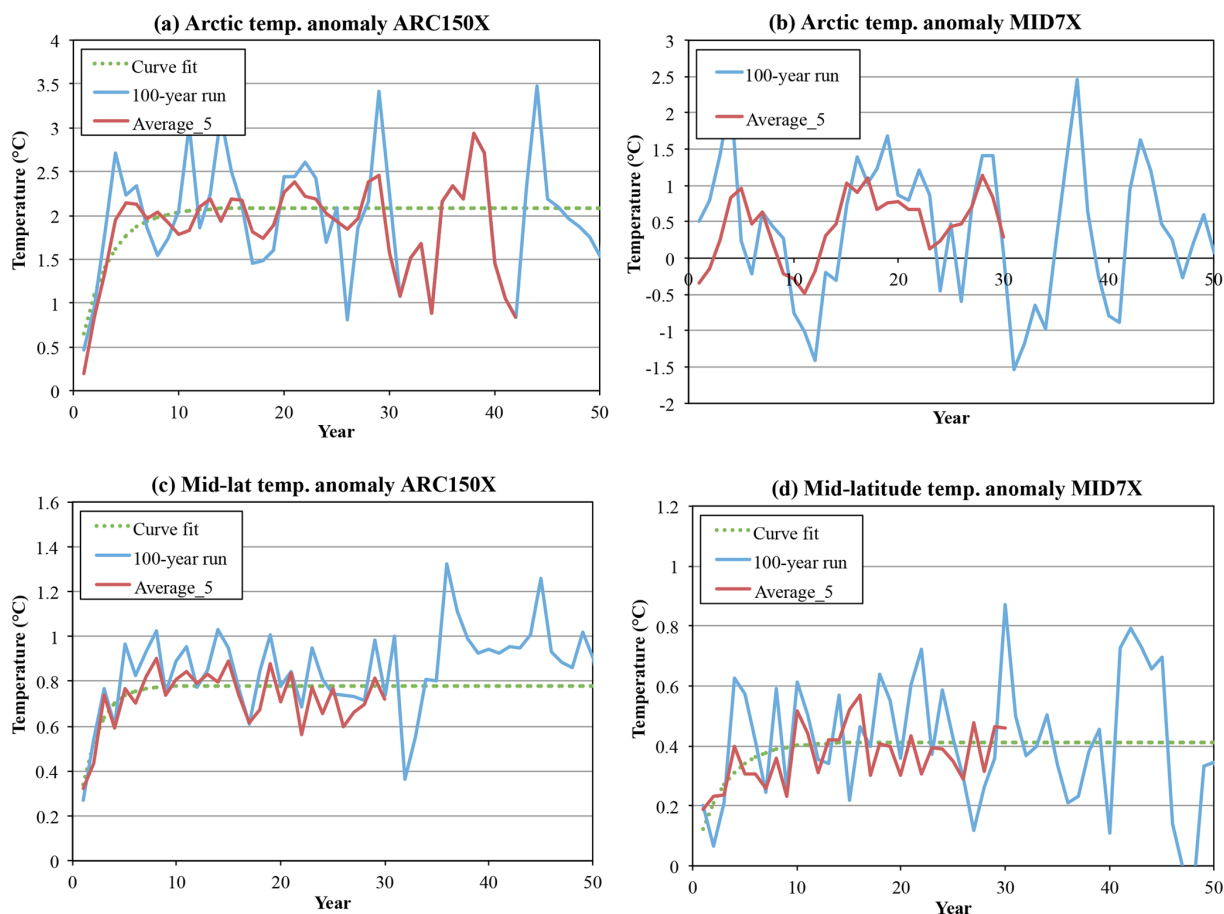 (a) Arctic temp. anomaly ARC150X
Temperature (°C)
4
3.5
3
2.5
2
1.5
1
0.5
0
Curve fit
100-year run
Average_5
0 10 20 30 40 50
Year
(b) Arctic temp. anomaly MID7X
Temperature (°C)
3
2.5
2
1.5
1
0.5
0
-0.5
-1
-1.5
-2
100-year run
Average_5
0 10 20 30 40 50
Year
(c) Mid-lat temp. anomaly ARC150X
Temperature (°C)
1.6
1.4
1.2
1
0.8
0.6
0.4
0.2
0
Curve fit
100-year run
Average_5
0 10 20 30 40 50
Year
(d) Mid-latitude temp. anomaly MID7X
Temperature (°C)
1.2
1
0.8
0.6
0.4
0.2
0
Curve fit
100-year run
Average_5
0 10 20 30 40 50
Year